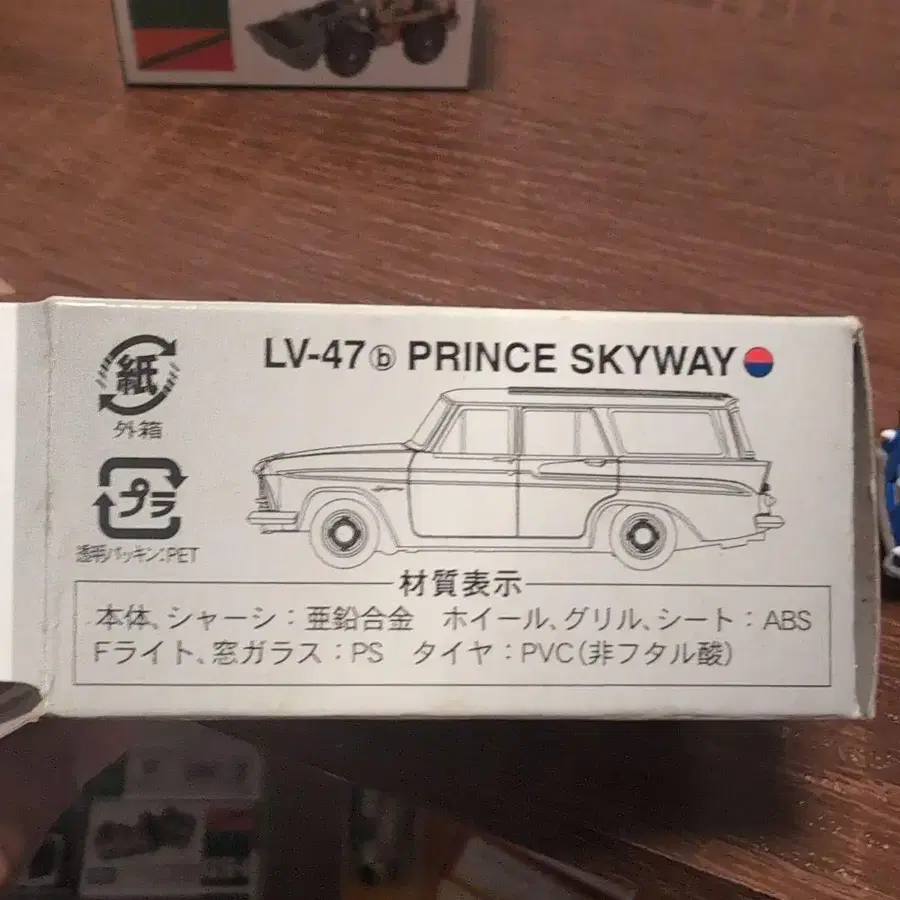 LV-47ⓑ PRINCE SKYWAY
紙
外箱
プラ
透明パッキン:PET
材質表示
本体、シャーシ:亜鉛合金 ホイール、グリル、シート:ABS
Fライト、窓ガラス:PS タイヤ:PVC(非フタル酸)